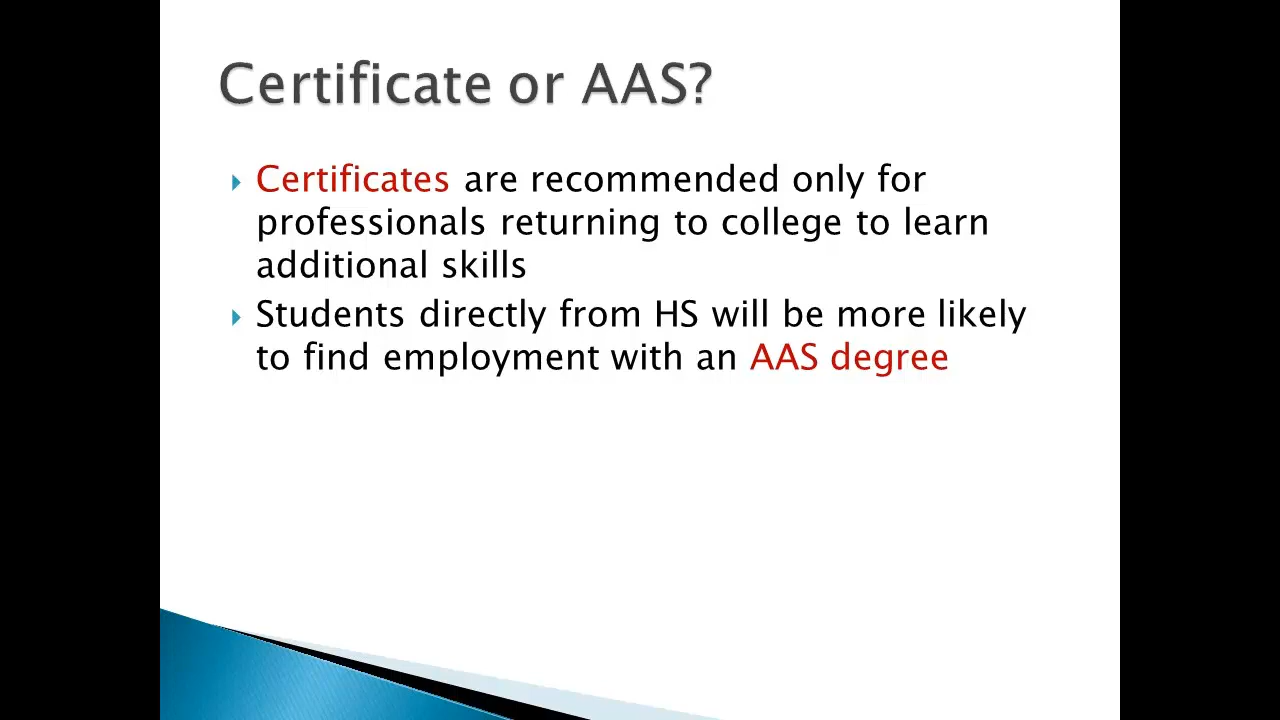 Certificate or AAS?
Certificates are recommended only for
professionals returning to college to learn
additional skills
Students directly from HS will be more likely
to find employment with an AAS degree